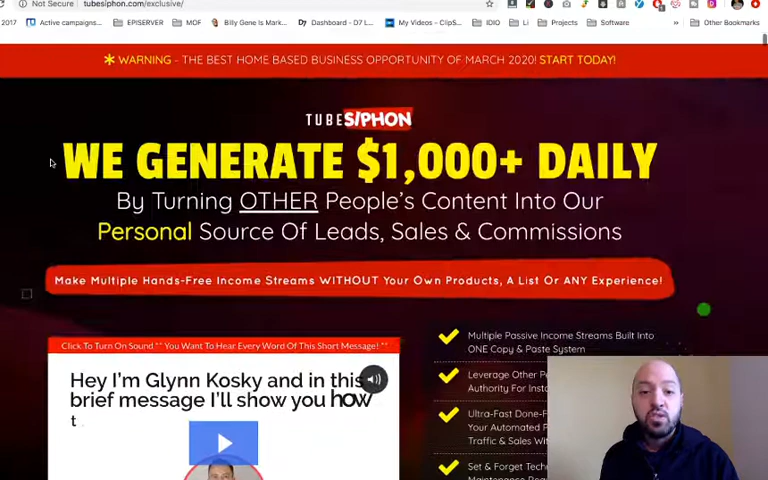 Not Secure | tubesiphon.com/exclusive/
2017 Active campaigns... EPISERVER MOF Billy Gene Is Mark... Dashboard - D7 L... My Videos – ClipS... IDIO Li Projects Software » Other Bookmarks
WARNING - THE BEST HOME BASED BUSINESS OPPORTUNITY OF MARCH 2020! START TODAY!
TUBESIPHON
WE GENERATE $1,000+ DAILY
By Turning OTHER People's Content Into Our
Personal Source Of Leads, Sales & Commissions
Make Multiple Hands-Free Income Streams WITHOUT Your Own Products, A List Or ANY Experience!
Click To Turn On Sound ** You Want To Hear Every Word Of This Short Message! **
Hey I'm Glynn Kosky and in this
brief message I'll show you how
t
Multiple Passive Income Streams Built Into
ONE Copy & Paste System
Leverage Other Pe
Authority For Inst
Ultra-Fast Done-F
Your Automated F
Traffic & Sales Wit
Set & Forget Tech